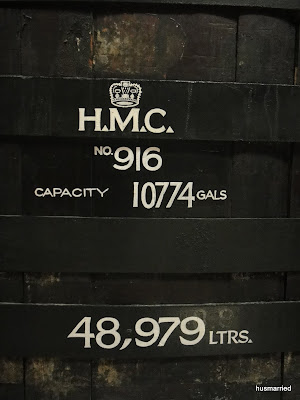 H.M.C.
NO. 916
CAPACITY 10774 GALS
48,979 LTRS.
husmarried